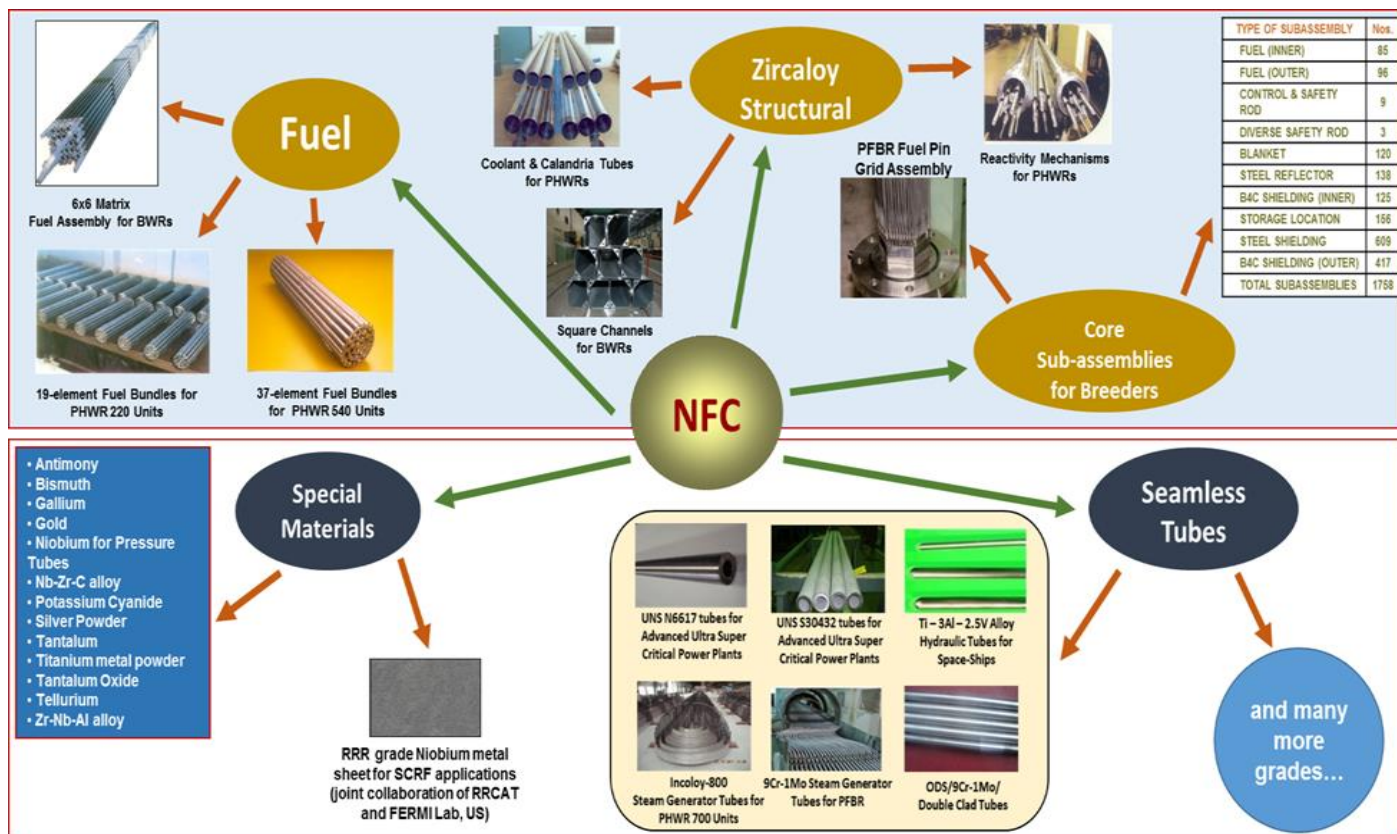 Fuel
6x6 Matrix
Fuel Assembly for BWRs
19-element Fuel Bundles for
PHWR 220 Units
37-element Fuel Bundles
for PHWR 540 Units
Zircaloy
Structural
Coolant & Calandria Tubes
for PHWRs
Square Channels
for BWRs
Reactivity Mechanisms
for PHWRs
PFBR Fuel Pin
Grid Assembly
Core
Sub-assemblies
for Breeders
TYPE OF SUBASSEMBLY Nos.
FUEL (INNER) 85
FUEL (OUTER) 96
CONTROL & SAFETY
ROD 9
DIVERSE SAFETY ROD 3
BLANKET 120
STEEL REFLECTOR 138
B4C SHIELDING (INNER) 125
STORAGE LOCATION 156
STEEL SHIELDING 609
B4C SHIELDING (OUTER) 417
TOTAL SUBASSEMBLIES 1758
NFC
• Antimony
• Bismuth
• Gallium
• Gold
• Niobium for Pressure
Tubes
• Nb-Zr-C alloy
• Potassium Cyanide
• Silver Powder
• Tantalum
• Titanium metal powder
• Tantalum Oxide
• Tellurium
• Zr-Nb-Al alloy
Special
Materials
RRR grade Niobium metal
sheet for SCRF applications
(joint collaboration of RRCAT
and FERMI Lab, US)
UNS N6617 tubes for
Advanced Ultra Super
Critical Power Plants
UNS S30432 tubes for
Advanced Ultra Super
Critical Power Plants
Ti – 3Al – 2.5V Alloy
Hydraulic Tubes for
Space-Ships
Incoloy-800
Steam Generator Tubes for
PHWR 700 Units
9Cr-1Mo Steam Generator
Tubes for PFBR
ODS/9Cr-1Mo/
Double Clad Tubes
Seamless
Tubes
and many
more
grades...